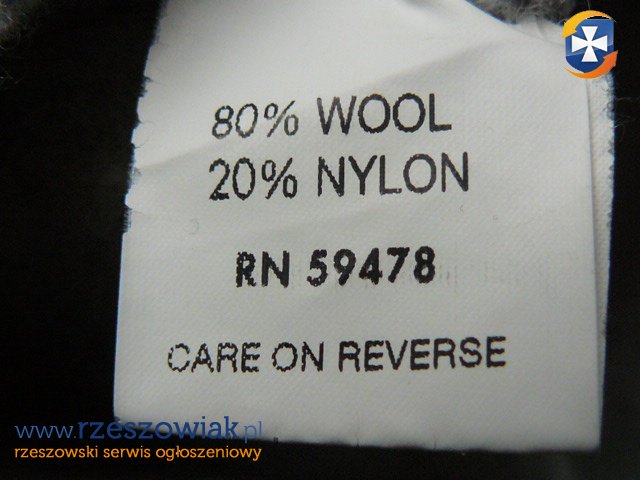 80% WOOL
20% NYLON
RN 59478
CARE ON REVERSE
www.rzeszowiak.pl
rzeszowski serwis ogłoszeniowy